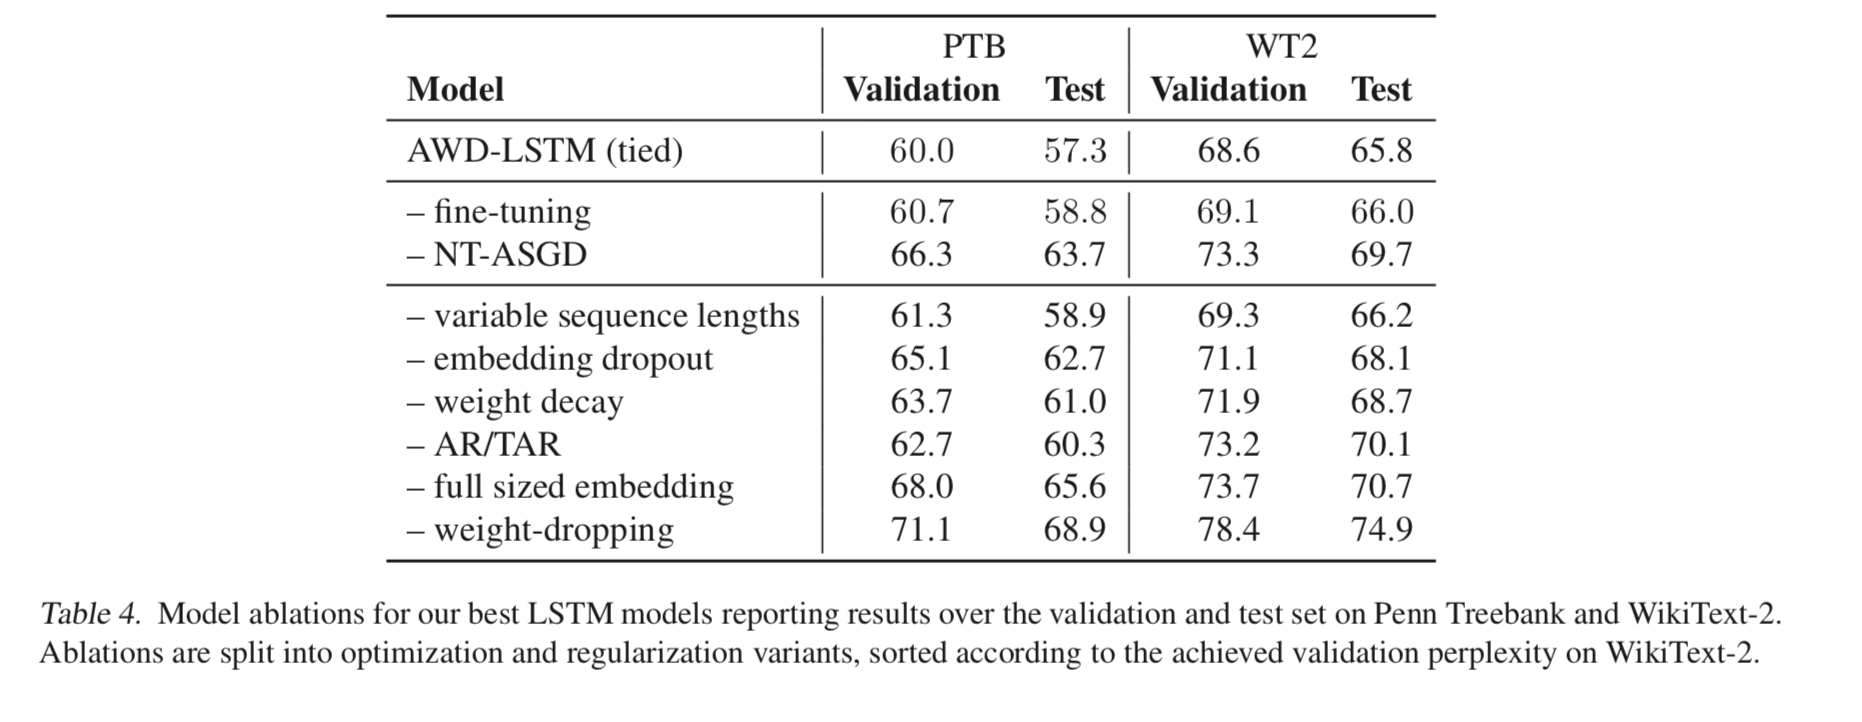 PTB WT2
Model Validation Test Validation Test
AWD-LSTM (tied) 60.0 57.3 68.6 65.8
– fine-tuning 60.7 58.8 69.1 66.0
– NT-ASGD 66.3 63.7 73.3 69.7
– variable sequence lengths 61.3 58.9 69.3 66.2
– embedding dropout 65.1 62.7 71.1 68.1
– weight decay 63.7 61.0 71.9 68.7
– AR/TAR 62.7 60.3 73.2 70.1
– full sized embedding 68.0 65.6 73.7 70.7
– weight-dropping 71.1 68.9 78.4 74.9
Table 4. Model ablations for our best LSTM models reporting results over the validation and test set on Penn Treebank and WikiText-2.
Ablations are split into optimization and regularization variants, sorted according to the achieved validation perplexity on WikiText-2.